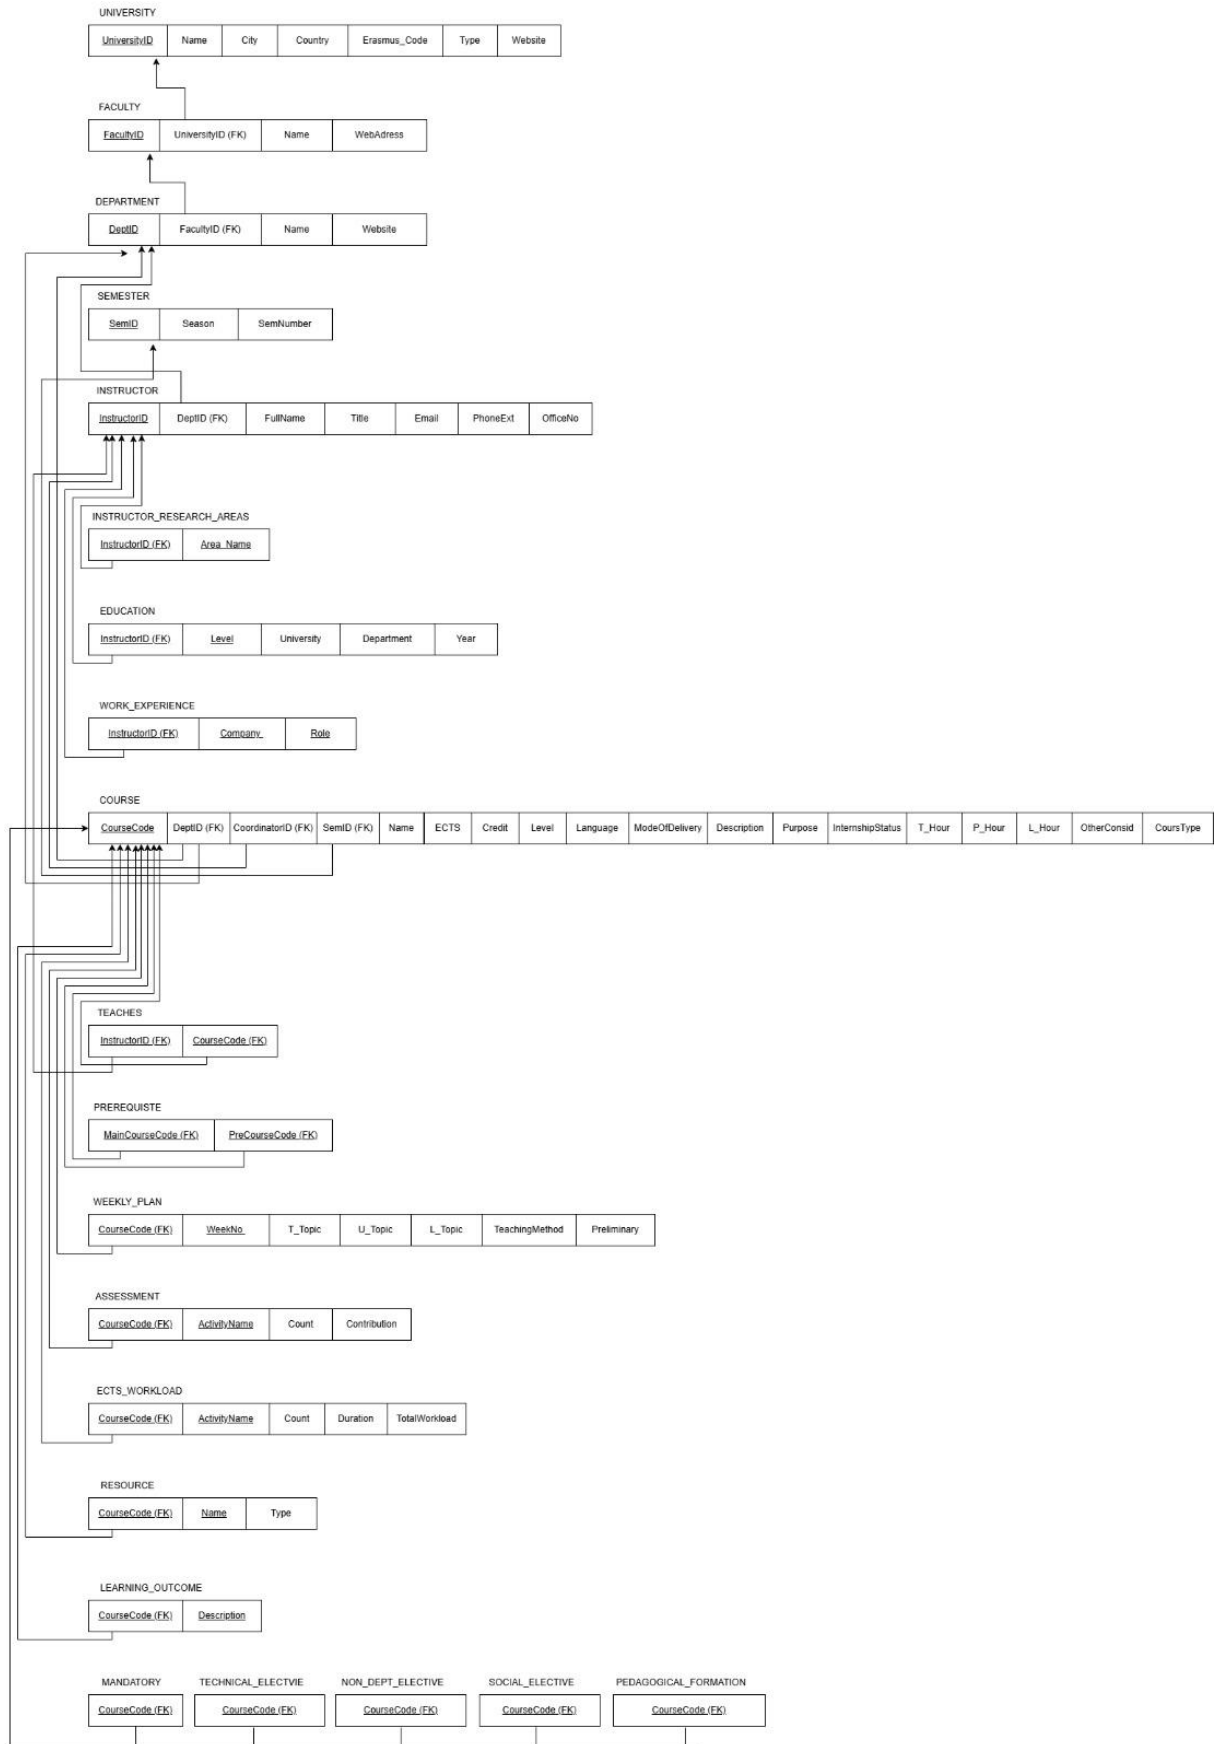 UNIVERSITY
UniversityID Name City Country Erasmus_Code Type Website
FACULTY
FacultyID UniversityID (FK) Name WebAdress
DEPARTMENT
DeptID FacultyID (FK) Name Website
SEMESTER
SemID Season SemNumber
INSTRUCTOR
InstructorID DeptID (FK) FullName Title Email PhoneExt OfficeNo
INSTRUCTOR_RESEARCH_AREAS
InstructorID (FK) Area_Name
EDUCATION
InstructorID (FK) Level University Department Year
WORK_EXPERIENCE
InstructorID (FK) Company Role
COURSE
CourseCode DeptID (FK) CoordinatorID (FK) SemID (FK) Name ECTS Credit Level Language ModeOfDelivery Description Purpose InternshipStatus T_Hour P_Hour L_Hour OtherConsid CoursType
TEACHES
InstructorID (FK) CourseCode (FK)
PREREQUISTE
MainCourseCode (FK) PreCourseCode (FK)
WEEKLY_PLAN
CourseCode (FK) WeekNo T_Topic U_Topic L_Topic TeachingMethod Preliminary
ASSESSMENT
CourseCode (FK) ActivityName Count Contribution
ECTS_WORKLOAD
CourseCode (FK) ActivityName Count Duration TotalWorkload
RESOURCE
CourseCode (FK) Name Type
LEARNING_OUTCOME
CourseCode (FK) Description
MANDATORY TECHNICAL_ELECTVIE NON_DEPT_ELECTIVE SOCIAL_ELECTIVE PEDAGOGICAL_FORMATION
CourseCode (FK) CourseCode (FK) CourseCode (FK) CourseCode (FK) CourseCode (FK)